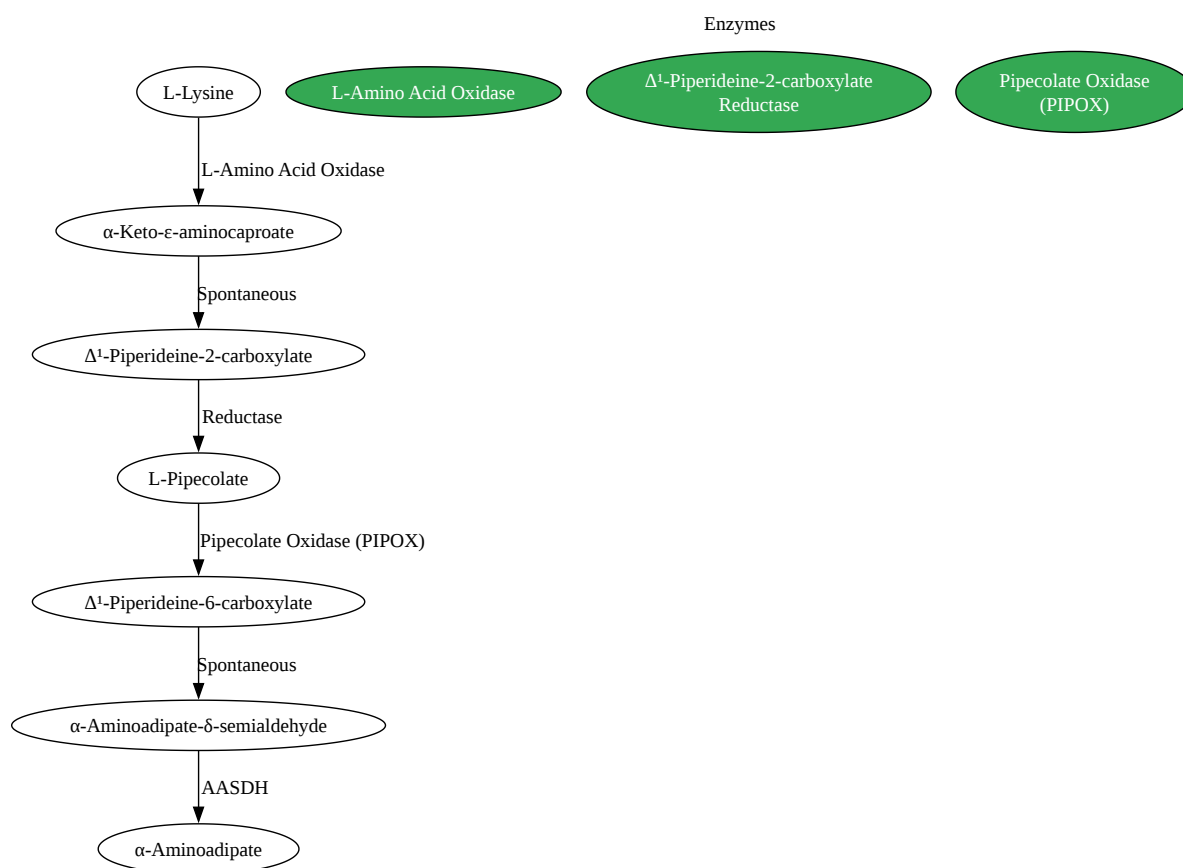 Enzymes
L-Lysine
L-Amino Acid Oxidase
Δ¹-Piperideine-2-carboxylate
Reductase
Pipecolate Oxidase
(PIPOX)
L-Amino Acid Oxidase
α-Keto-ε-aminocaproate
Spontaneous
Δ¹-Piperideine-2-carboxylate
Reductase
L-Pipecolate
Pipecolate Oxidase (PIPOX)
Δ¹-Piperideine-6-carboxylate
Spontaneous
α-Aminoadipate-δ-semialdehyde
AASDH
α-Aminoadipate